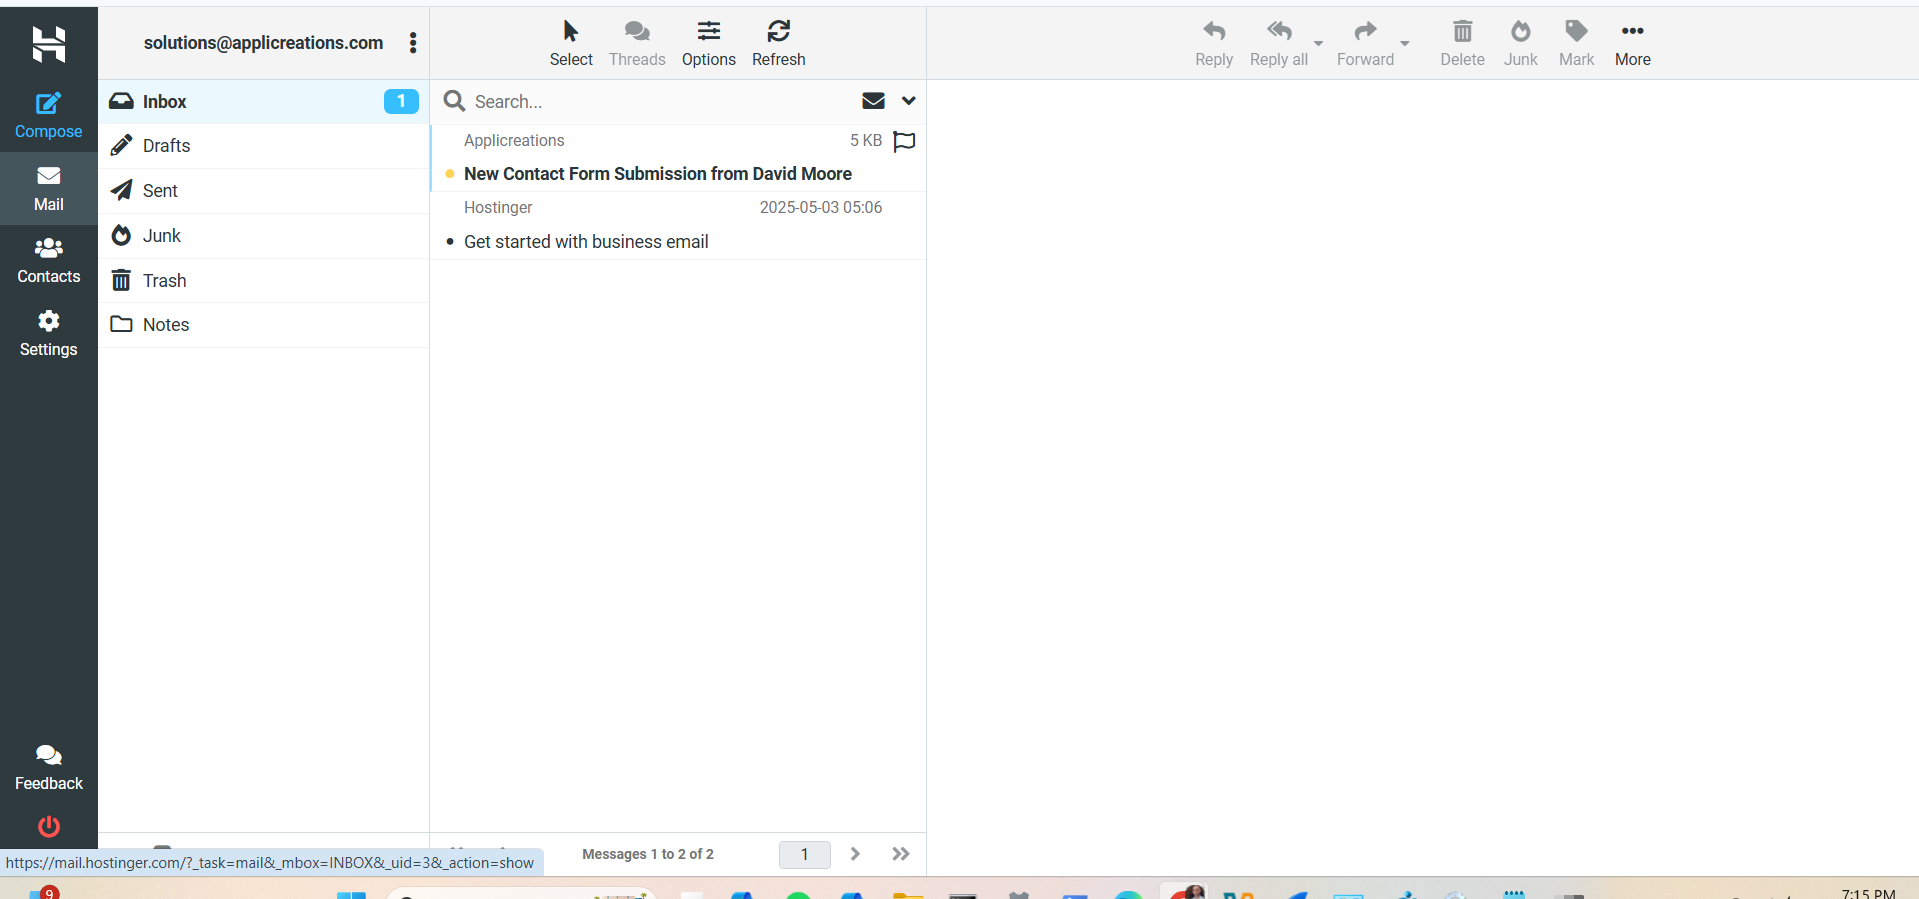 solutions@applicreations.com
Select
Threads
Options
Refresh
Reply
Reply all
Forward
Delete
Junk
Mark
More
Compose
Mail
Contacts
Settings
Feedback
Inbox 1
Drafts
Sent
Junk
Trash
Notes
Search...
Applicreations 5 KB
New Contact Form Submission from David Moore
Hostinger 2025-05-03 05:06
Get started with business email
Messages 1 to 2 of 2
1
https://mail.hostinger.com/?_task=mail&_mbox=INBOX&_uid=3&_action=show
9
7:15 PM